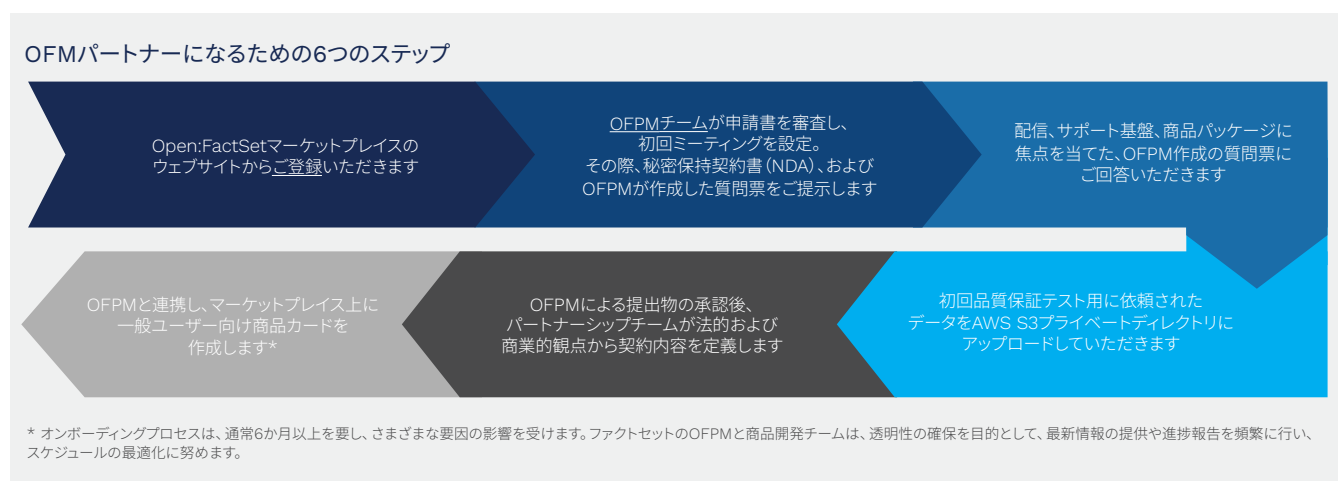 OFMパートナーになるための6つのステップ
Open:FactSetマーケットプレイスの
ウェブサイトからご登録いただきます
OFPMチームが申請書を審査し、
初回ミーティングを設定。
その際、秘密保持契約書（NDA）、および
OFPMが作成した質問票をご提示します
配信、サポート基盤、商品パッケージに
焦点を当てた、OFPM作成の質問票に
ご回答いただきます
初回品質保証テスト用に依頼された
データをAWS S3プライベートディレクトリに
アップロードしていただきます
OFPMによる提出物の承認後、
パートナーシップチームが法的および
商業的観点から契約内容を定義します
OFPMと連携し、マーケットプレイス上に
一般ユーザー向け商品カードを
作成します*
* オンボーディングプロセスは、通常6か月以上を要し、さまざまな要因の影響を受けます。ファクトセットのOFPMと商品開発チームは、透明性の確保を目的として、最新情報の提供や進捗報告を頻繁に行い、
スケジュールの最適化に努めます。